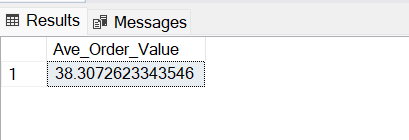 Results Messages
Ave_Order_Value
1 38.3072623343546